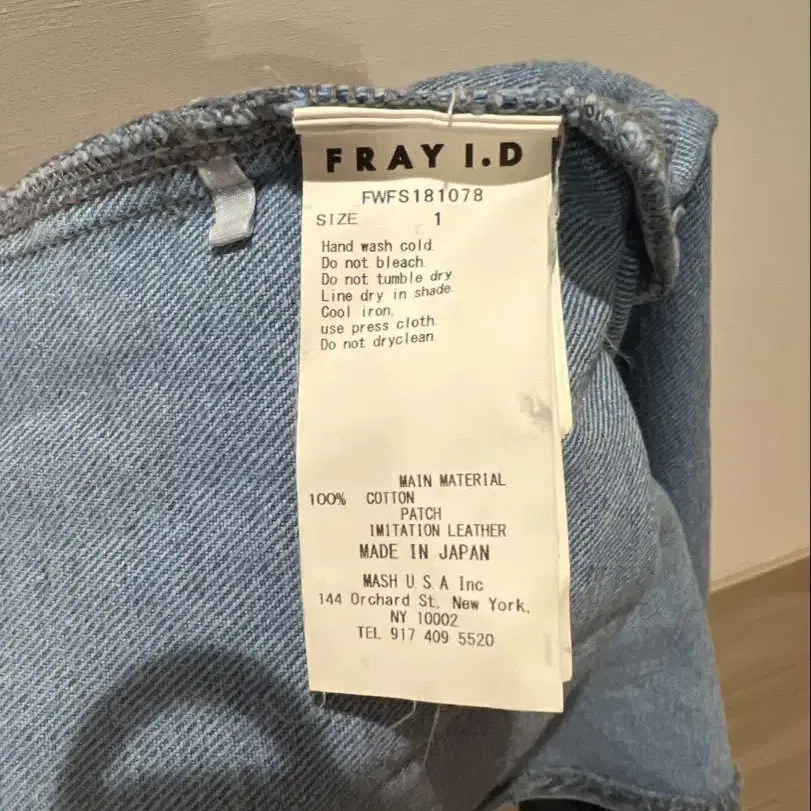 FRAY I.D
FWFS181078
SIZE 1
Hand wash cold.
Do not bleach.
Do not tumble dry
Line dry in shade.
Cool iron.
use press cloth.
Do not dryclean.
MAIN MATERIAL
100% COTTON
PATCH
IMITATION LEATHER
MADE IN JAPAN
MASH U.S.A Inc
144 Orchard St, New York,
NY 10002
TEL 917 409 5520